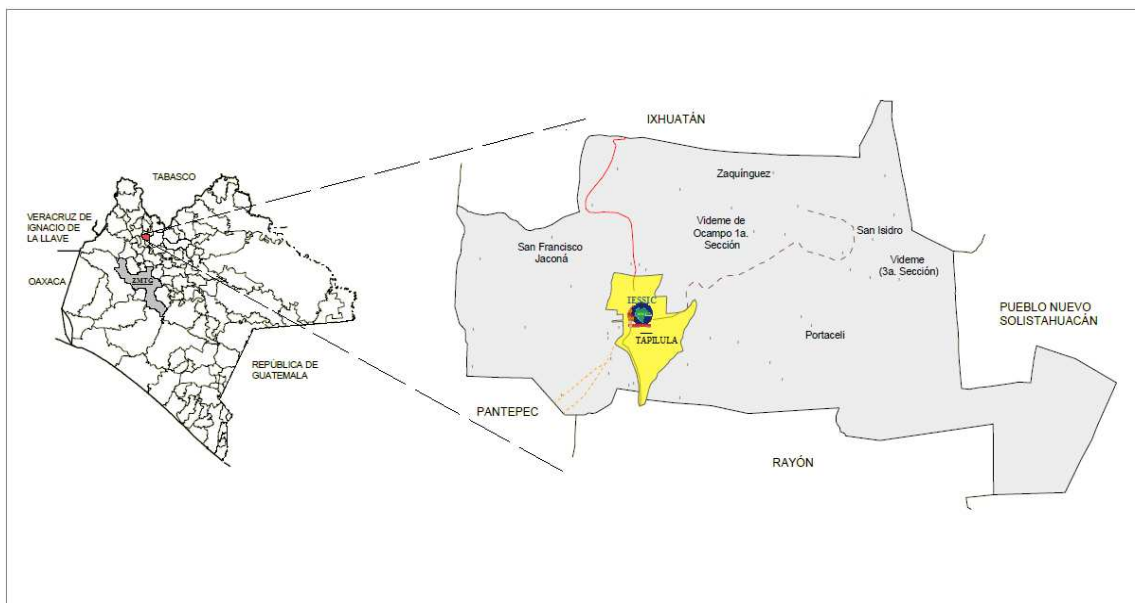 TABASCO
VERACRUZ DE
IGNACIO DE
LA LLAVE
OAXACA
ZMTG
REPÚBLICA DE
GUATEMALA
IXHUATÁN
Zaquínguez
Videme de
Ocampo 1a.
Sección
San Francisco
Jaconá
San Isidro
Videme
(3a. Sección)
IESSIC
TAPILULA
Portaceli
PUEBLO NUEVO
SOLISTAHUACÁN
PANTEPEC
RAYÓN